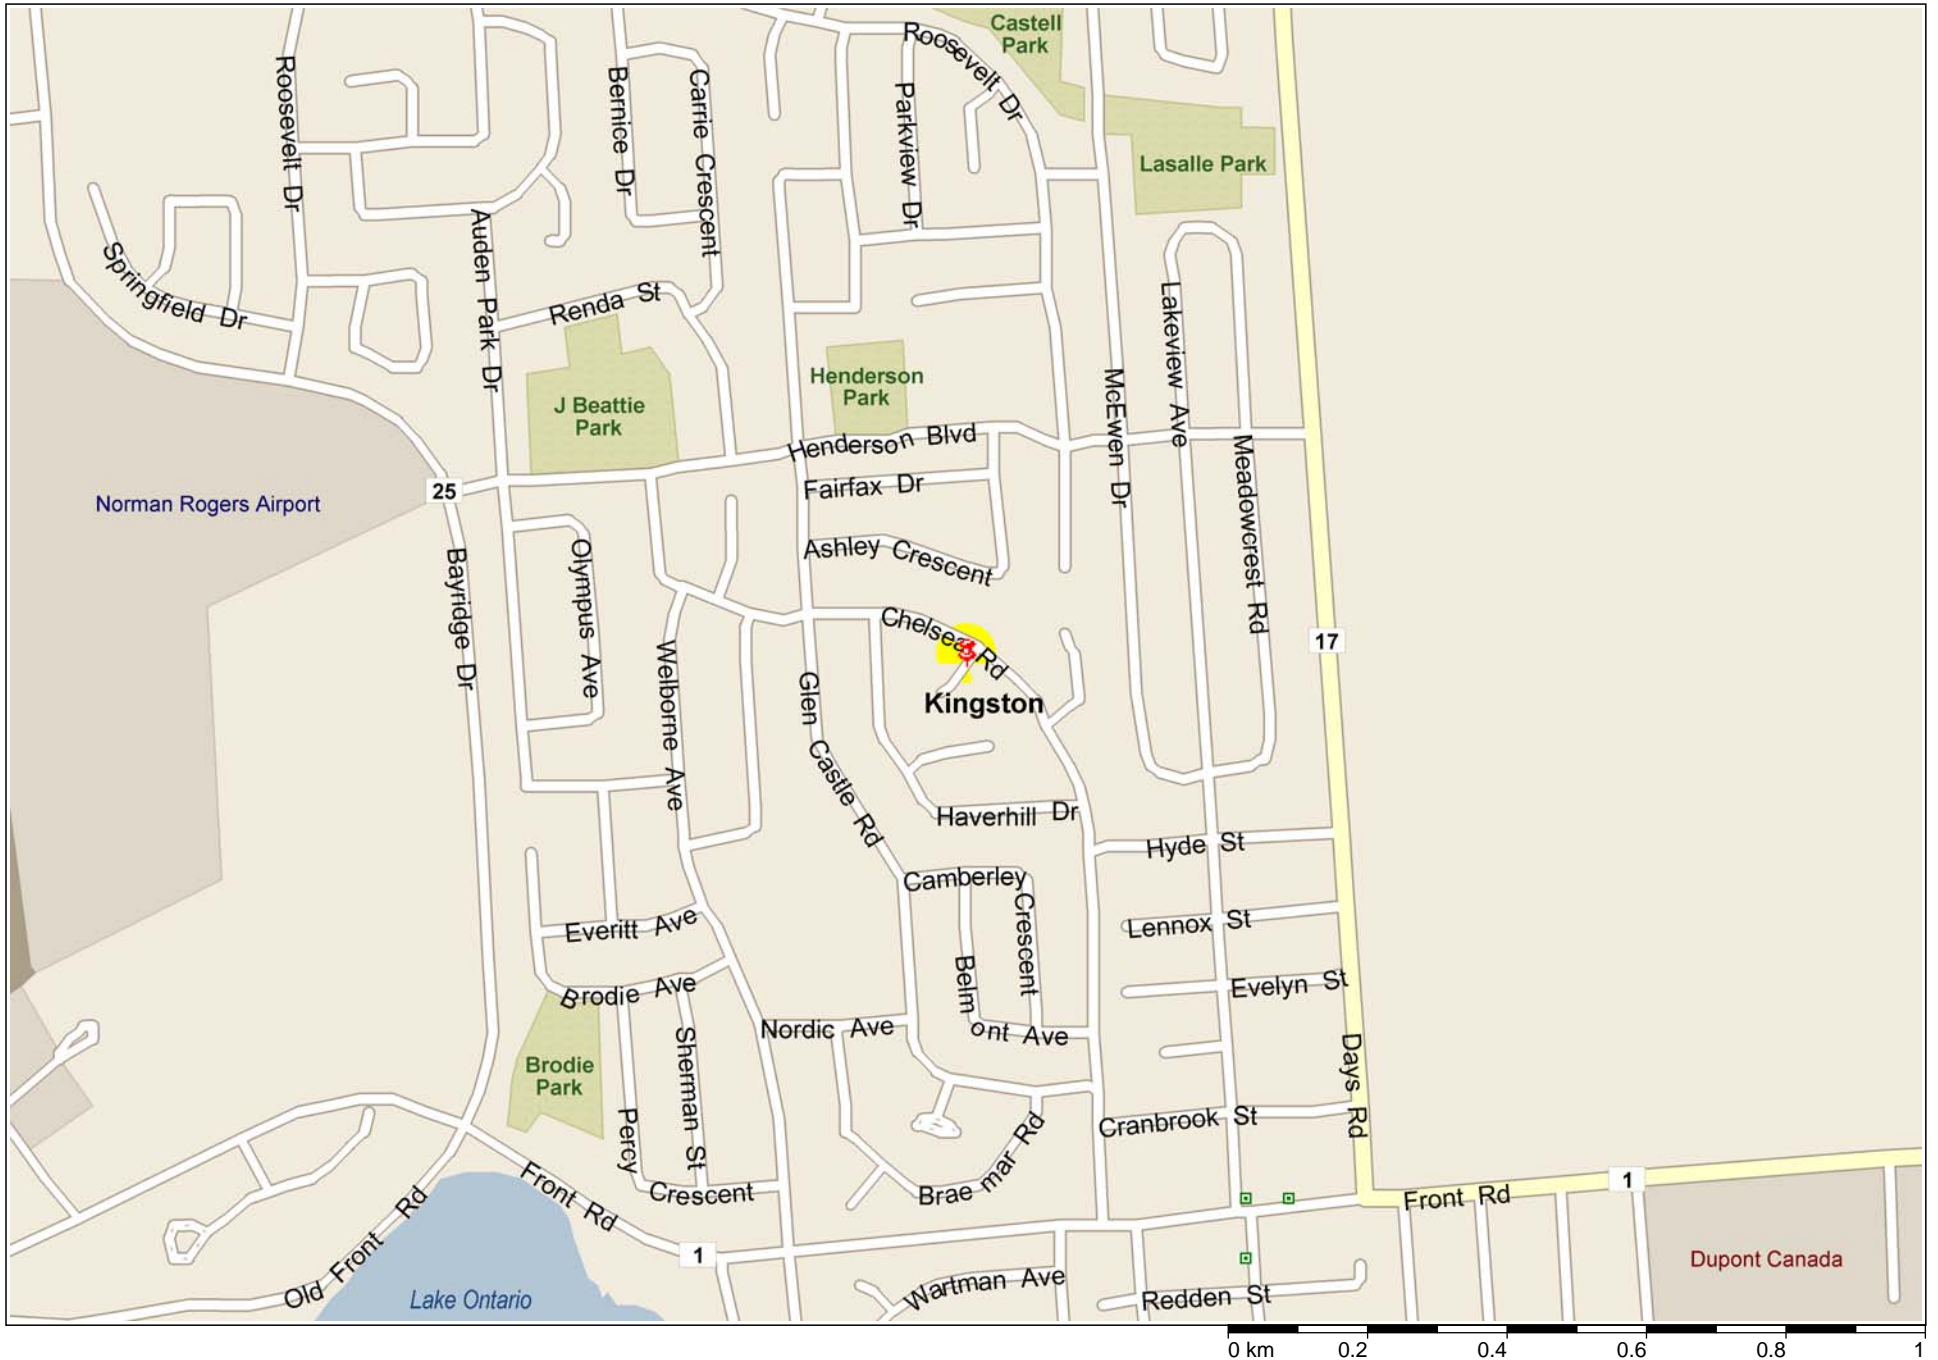 Castell
Park
Roosevelt Dr
Roosevelt Dr
Bernice Dr
Carrie Crescent
Parkview Dr
Lasalle Park
Auden Park Dr
Springfield Dr
Renda St
Lakeview Ave
McEwen Dr
Henderson
Park
J Beattie
Park
Henderson Blvd
Meadowcrest Rd
Fairfax Dr
25
Norman Rogers Airport
Ashley Crescent
Olympus Ave
Bayridge Dr
Chelsea Rd
17
Welborne Ave
Glen Castle Rd
Kingston
Haverhill Dr
Hyde St
Camberley Crescent
Everitt Ave
Lennox St
Belmont Ave
Brodie Ave
Evelyn St
Nordic Ave
Sherman St
Days Rd
Brodie
Park
Percy Crescent
Cranbrook St
Braemar Rd
Front Rd
Front Rd
1
Old Front Rd
1
Dupont Canada
Lake Ontario
Wartman Ave
Redden St
0 km 0.2 0.4 0.6 0.8 1